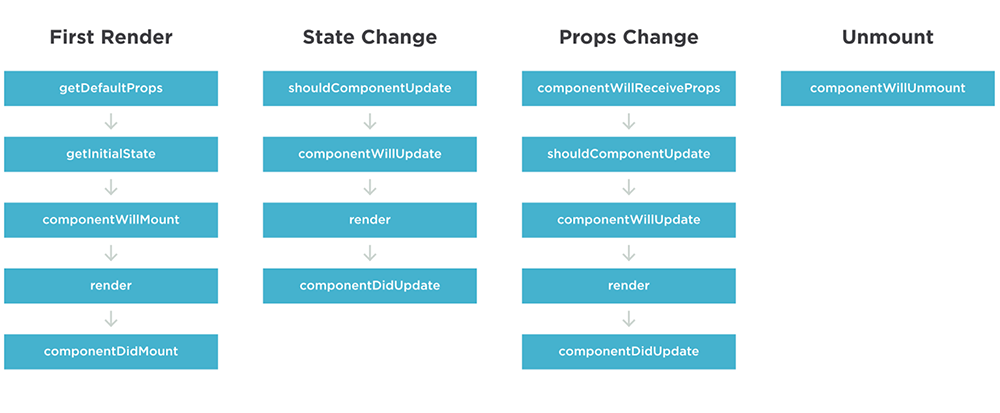 First Render
getDefaultProps
getInitialState
componentWillMount
render
componentDidMount
State Change
shouldComponentUpdate
componentWillUpdate
render
componentDidUpdate
Props Change
componentWillReceiveProps
shouldComponentUpdate
componentWillUpdate
render
componentDidUpdate
Unmount
componentWillUnmount